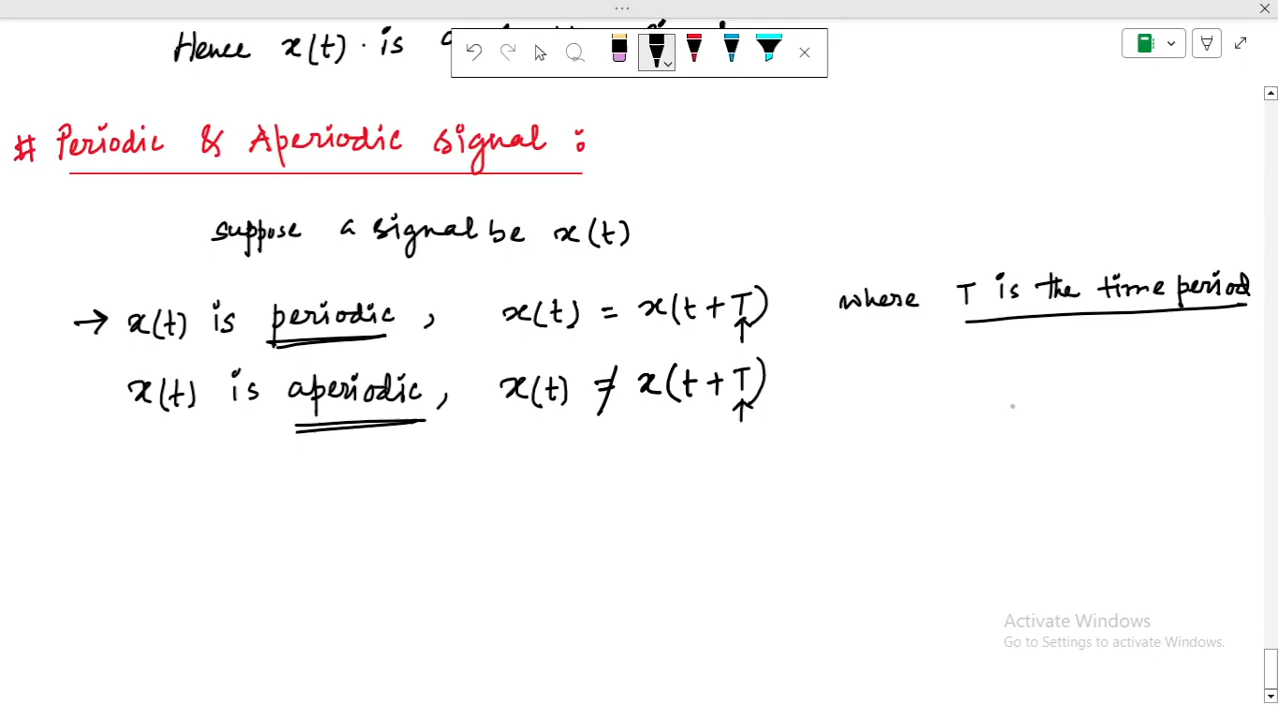 Hence x(t) is
# Periodic & Aperiodic signal :
suppose a signal be x(t)
→ x(t) is periodic, x(t) = x(t+T) where T is the time period
x(t) is aperiodic, x(t) ≠ x(t+T)
Activate Windows
Go to Settings to activate Windows.